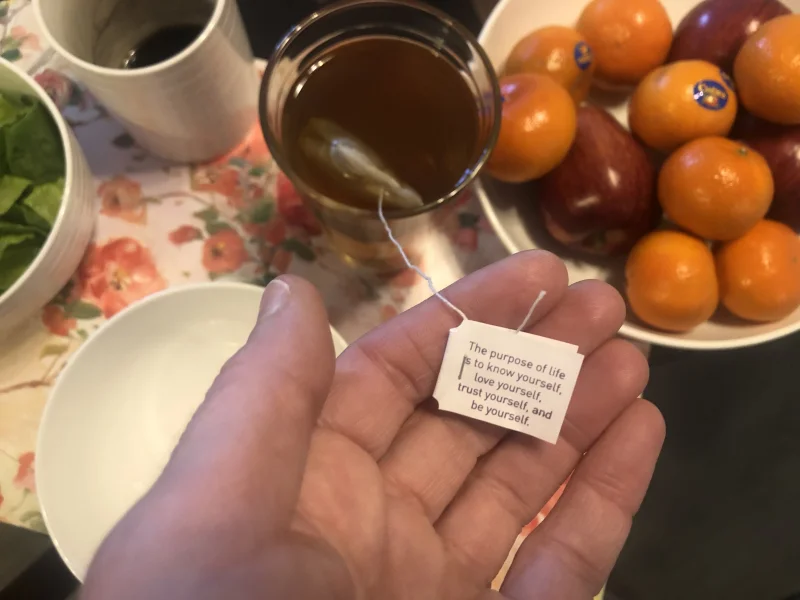 The purpose of life
is to know yourself,
love yourself,
trust yourself, and
be yourself.